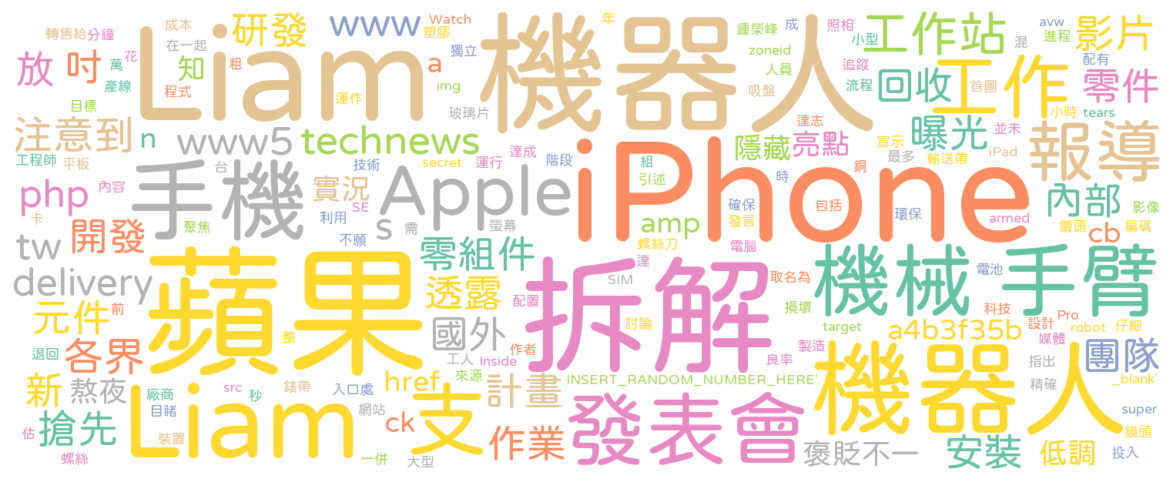 Liam 機器人
www
研發
工作站
影片
Watch
塑膠
成本
轉售給
分鐘
在一起
獨立
鍾榮峰
成
照相
年
avw
進程
混
放
吋
萬
花
知
粗
a
zoneid
小型
人員
追蹤
流程
回收
工作
首圖
配有
零件
產線
程式
img
吸盤
目標
運作
玻璃片
小時
tears
注意到
n
www5
technews
達志
隱藏
亮點
宣示
曝光
並未
報導
工程師
平板
技術
secret
運行
達成
階段
組
引述
時
最多
輸送帶
iPad
銅
台
php
內容
手機
實況
Apple
iPhone
確保
包括
環保
內部
影像
卡
聚焦
利用
SE
s
需
螢幕
amp
發言
armed
鑽頭
編碼
cb
tw
開發
不願
零組件
螺絲刀
電腦
達
SIM
取名為
機械手臂
電池
delivery
蘋果
透露
配置
拆解
損壞
科技
元件
前
整
國外
討論
target
a4b3f35b
設計
Pro
robot
仔細
媒體
退回
各界
工人
作者
Inside
良率
製造
指出
團隊
新
熬夜
廠商
src
秒
錶帶
入口處
href
來源
計畫
INSERT_RANDOM_NUMBER_HERE'
機器人
精確
_blank`
目睹
Liam
網站
支
ck
發表會
super
鏡頭
估
搶先
裝置
作業
褒貶不一
安裝
低調
投入
螺絲
一併
大型